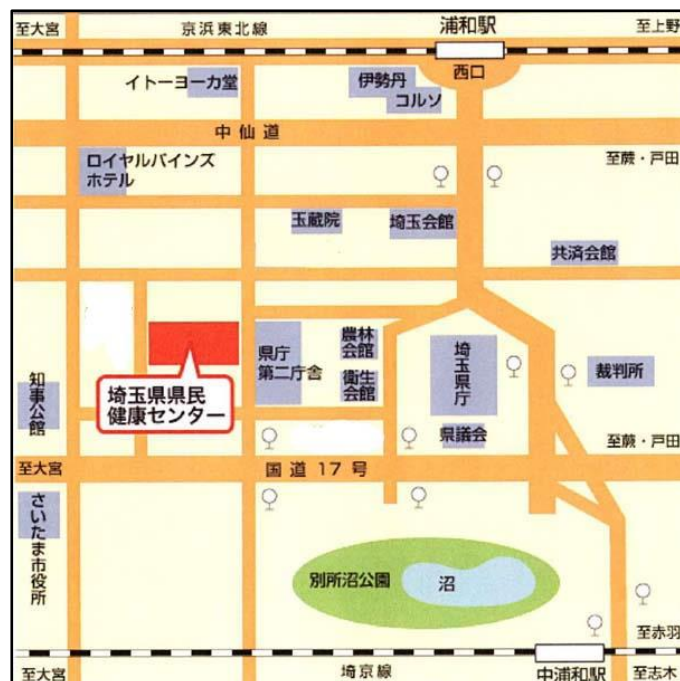 至大宮
京浜東北線
浦和駅
至上野
西口
イトーヨーカ堂
伊勢丹
コルソ
中仙道
ロイヤルパインズ
ホテル
至蕨・戸田
玉蔵院
埼玉会館
共済会館
県庁
第二庁舎
農林
会館
衛生
会館
埼玉県庁
裁判所
知事公館
埼玉県県民
健康センター
県議会
至蕨・戸田
至大宮
国道17号
さいたま市役所
別所沼公園
沼
至赤羽
至大宮
埼京線
中浦和駅
至志木